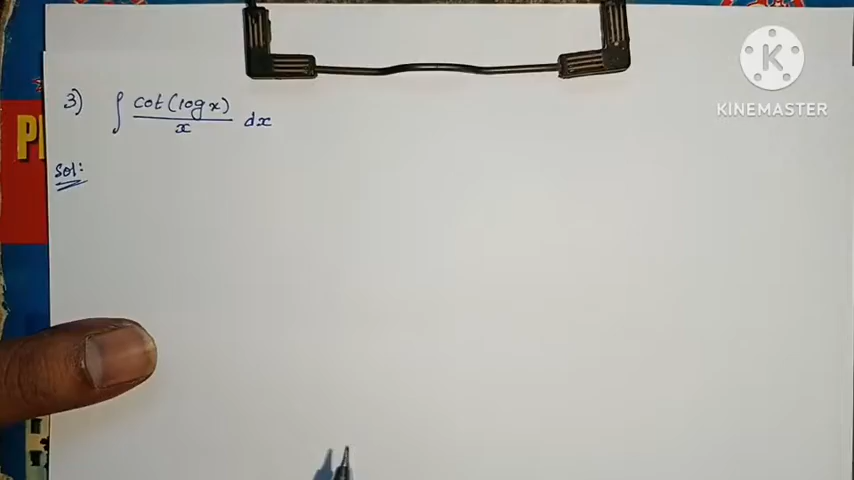 3) ∫ cot(log x) / x dx
Sol:
K
KINEMASTER